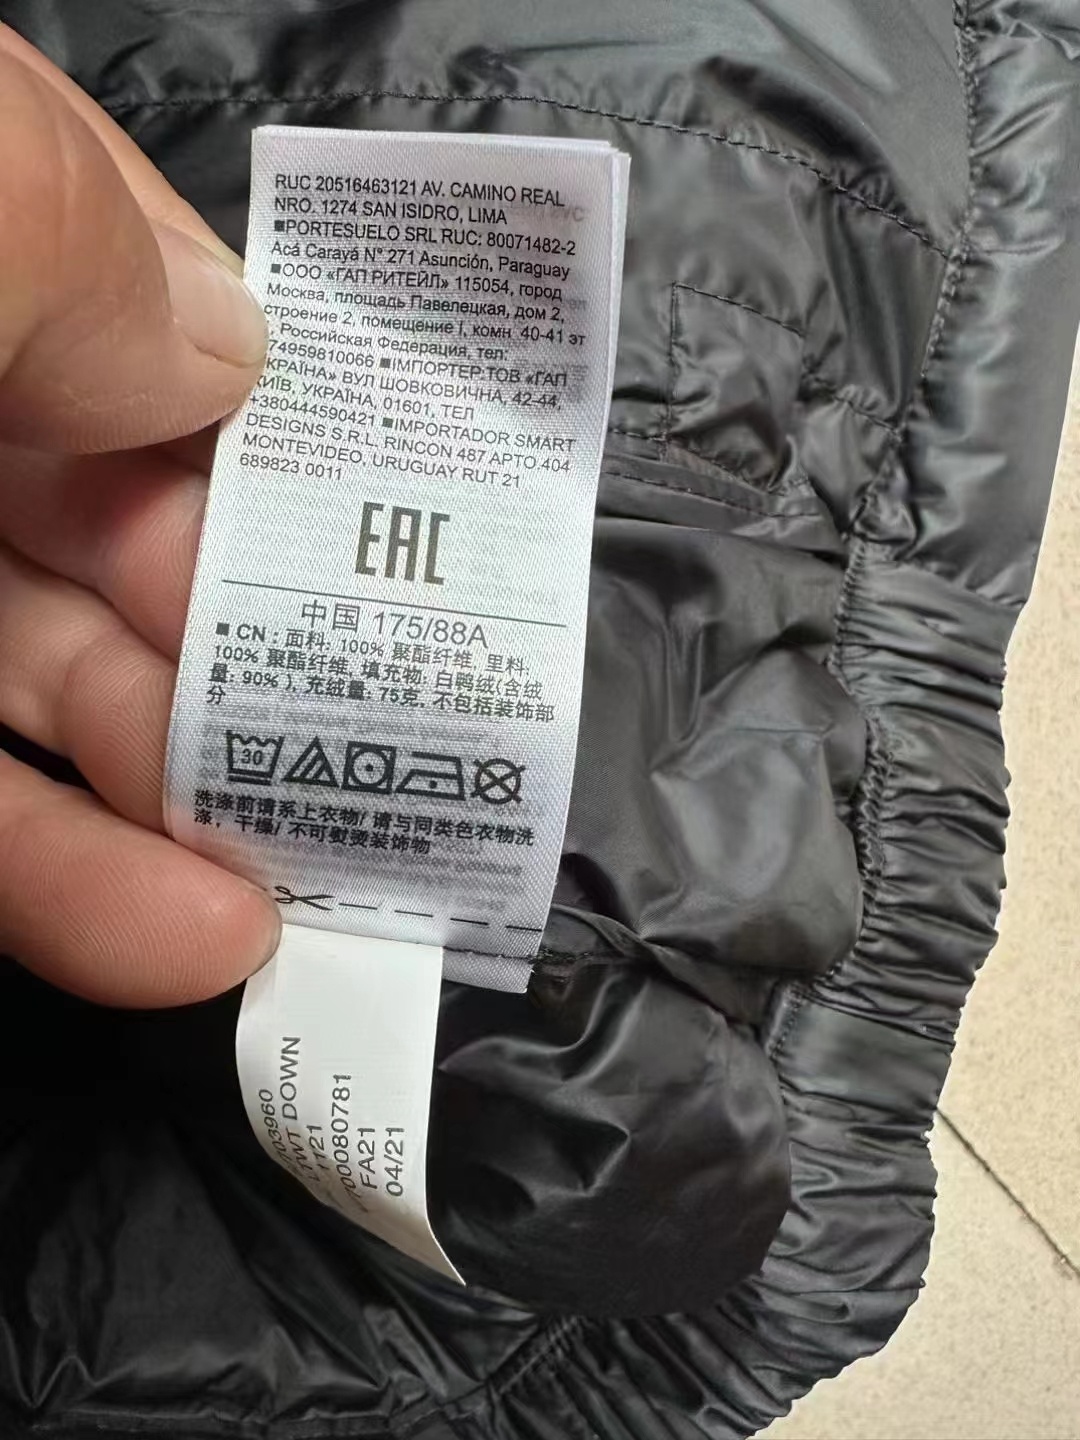 RUC 20516463121 AV. CAMINO REAL
NRO. 1274 SAN ISIDRO, LIMA
■PORTESUELO SRL RUC: 80071482-2
Acá Carayá N° 271 Asunción, Paraguay
■ООО «ГАП РИТЕЙЛ» 115054, город
Москва, площадь Павелецкая, дом 2,
строение 2, помещение I, комн. 40-41 эт
. Российская Федерация, тел:
74959810066 ■ІМПОРТЕР:ТОВ «ГАП
КРАЇНА» ВУЛ ШОВКОВИЧНА, 42-44,
КИЇВ, УКРАЇНА, 01601, ТЕЛ
+380444590421 ■IMPORTADOR SMART
DESIGNS S.R.L. RINCON 487 APTO 404
MONTEVIDEO, URUGUAY RUT 21
689823 0011
EAC
中国 175/88A
■ CN : 面料: 100% 聚酯纤维, 里料:
100% 聚酯纤维, 填充物: 白鸭绒(含绒
量: 90% ), 充绒量: 75克, 不包括装饰部
分
30
洗涤前请系上衣物/ 请与同类色衣物洗
涤, 干燥/ 不可熨烫装饰物
003960
LTWT DOWN
1121
00080781
FA21
04/21